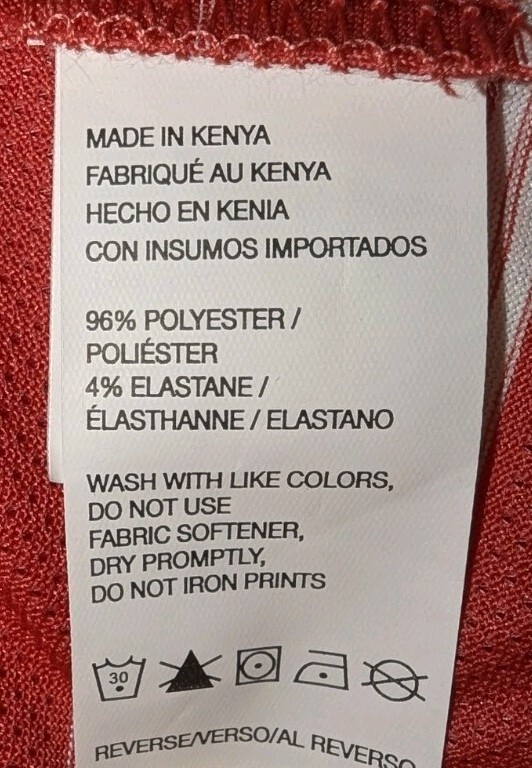 MADE IN KENYA
FABRIQUÉ AU KENYA
HECHO EN KENIA
CON INSUMOS IMPORTADOS
96% POLYESTER /
POLIÉSTER
4% ELASTANE /
ÉLASTHANNE / ELASTANO
WASH WITH LIKE COLORS,
DO NOT USE
FABRIC SOFTENER,
DRY PROMPTLY,
DO NOT IRON PRINTS
30
REVERSE/VERSO/AL REVERSO